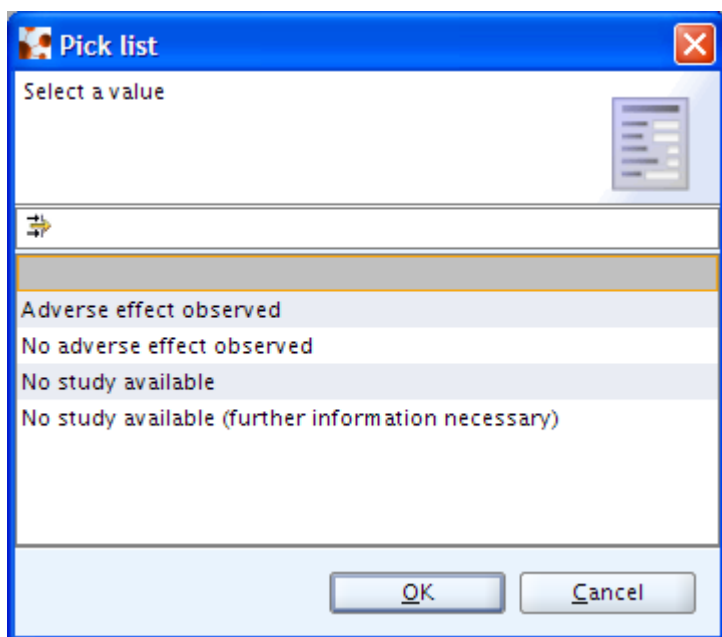 Pick list
Select a value
Adverse effect observed
No adverse effect observed
No study available
No study available (further information necessary)
OK
Cancel